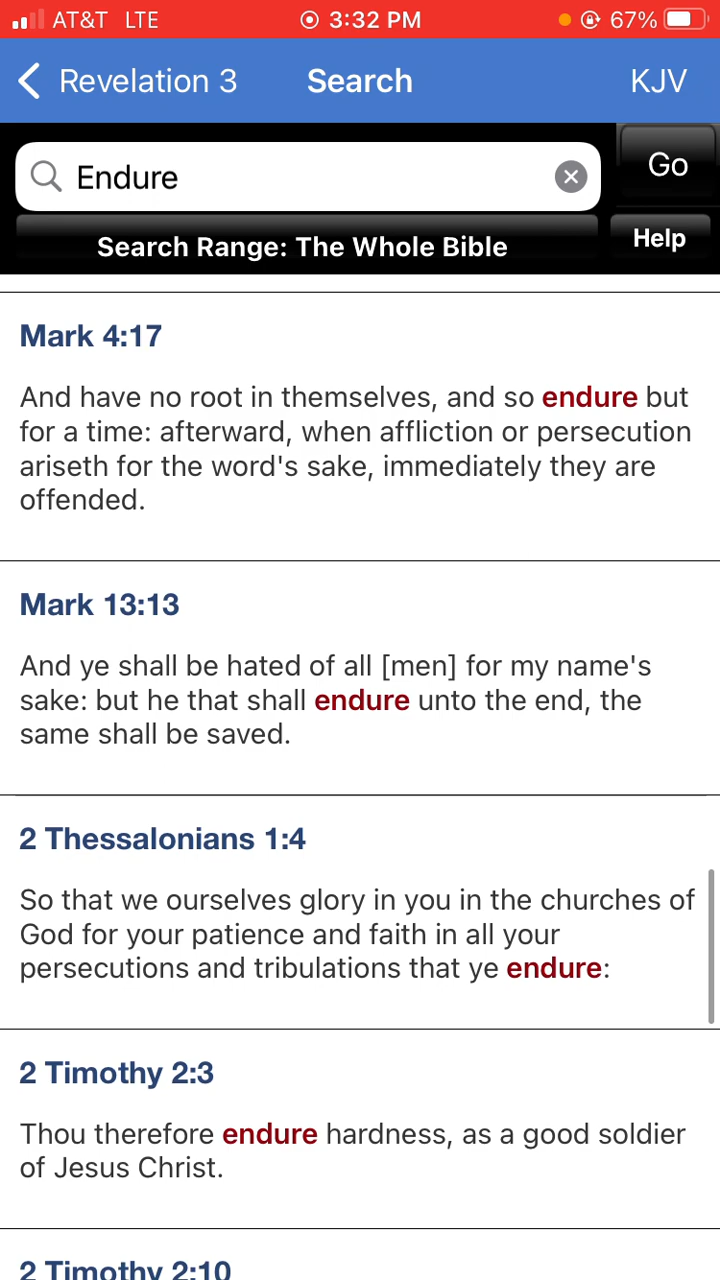 AT&T LTE 3:32 PM 67%
Revelation 3 Search KJV
Endure Go
Search Range: The Whole Bible Help
Mark 4:17
And have no root in themselves, and so endure but
for a time: afterward, when affliction or persecution
ariseth for the word's sake, immediately they are
offended.
Mark 13:13
And ye shall be hated of all [men] for my name's
sake: but he that shall endure unto the end, the
same shall be saved.
2 Thessalonians 1:4
So that we ourselves glory in you in the churches of
God for your patience and faith in all your
persecutions and tribulations that ye endure:
2 Timothy 2:3
Thou therefore endure hardness, as a good soldier
of Jesus Christ.
2 Timothy 2:10